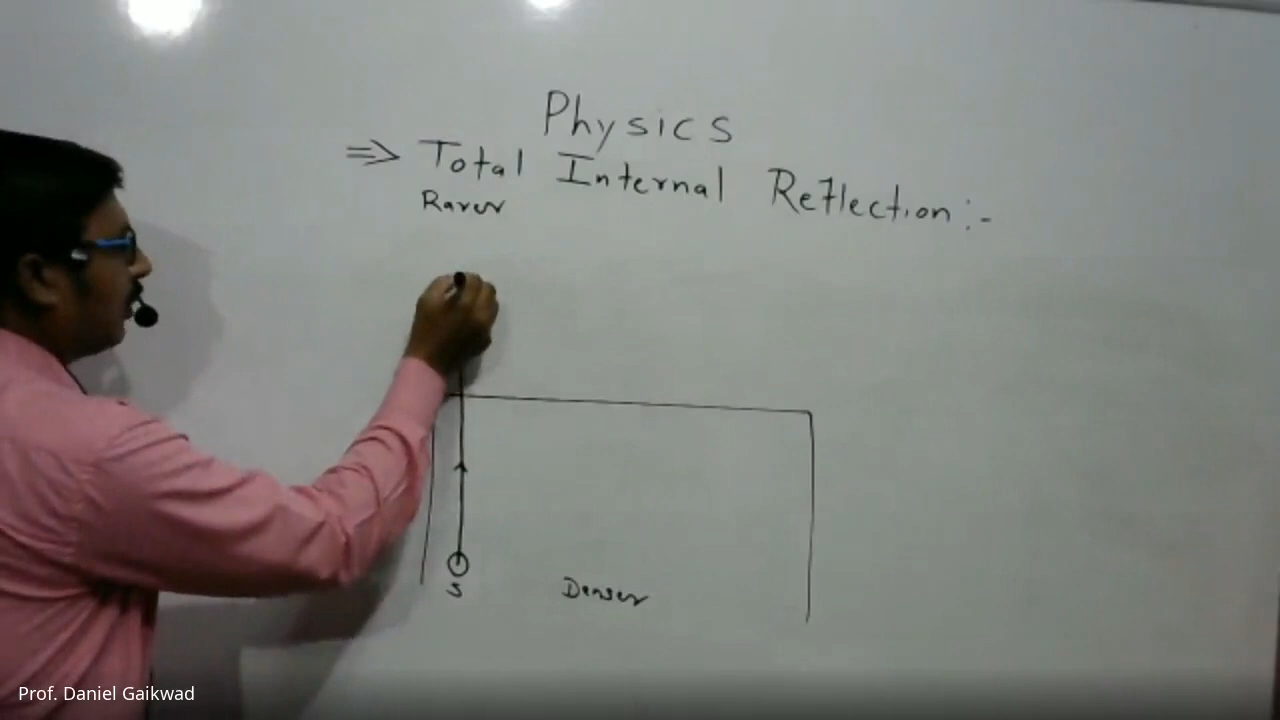 Physics
⇒ Total Internal Reflection :-
Rarer
S
Denser
Prof. Daniel Gaikwad